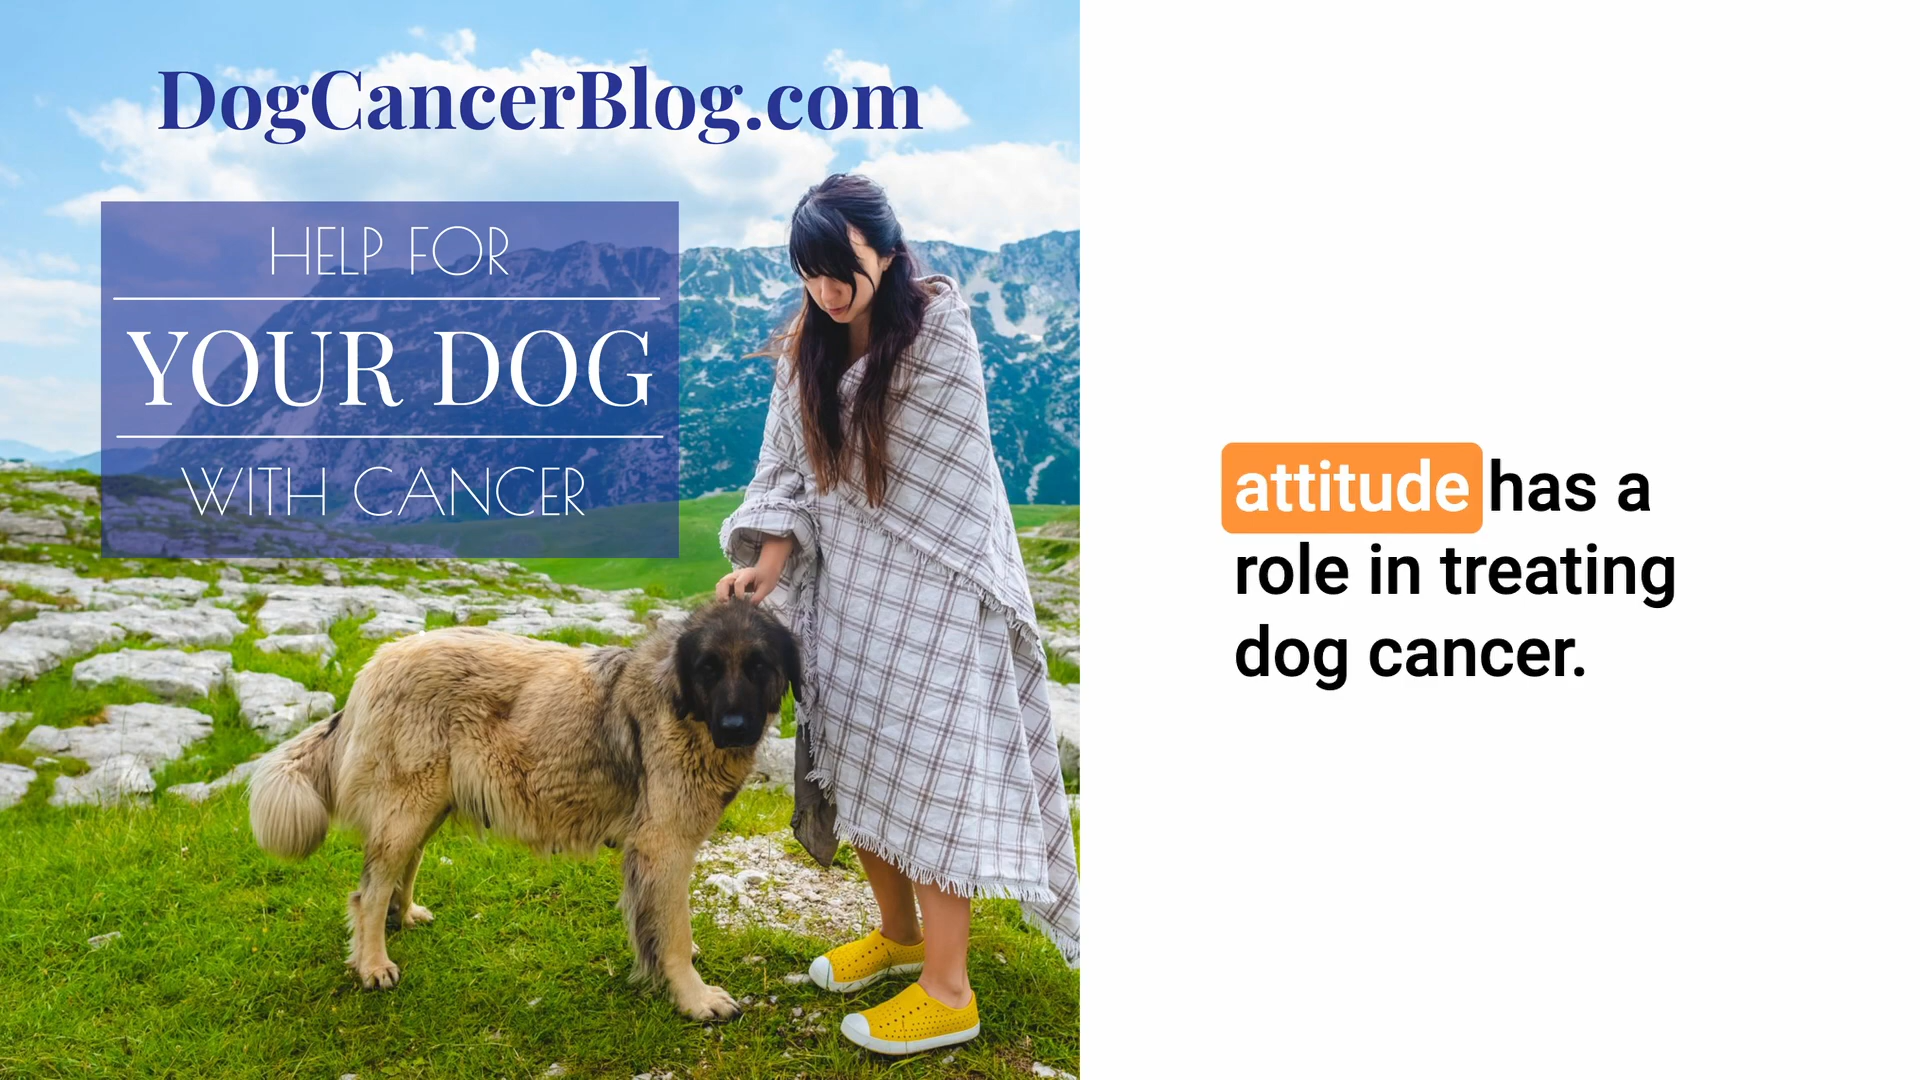 DogCancerBlog.com
HELP FOR
YOUR DOG
WITH CANCER
attitude has a
role in treating
dog cancer.